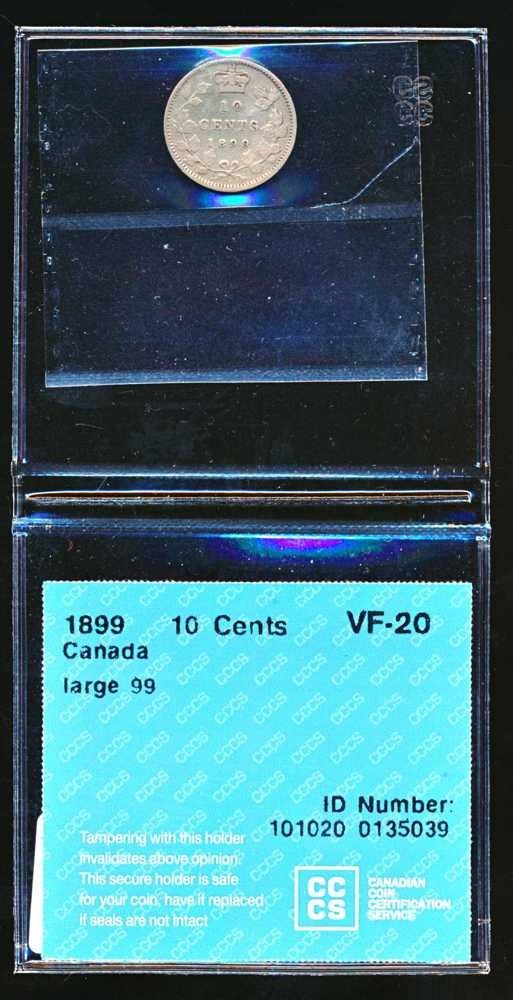 10
CENTS
1899
1899 10 Cents VF-20
Canada
large 99
ID Number:
101020 0135039
Tampering with this holder
invalidates above opinion.
This secure holder is safe
for your coin, have it replaced
if seals are not intact
CC
CS
CANADIAN
COIN
CERTIFICATION
SERVICE